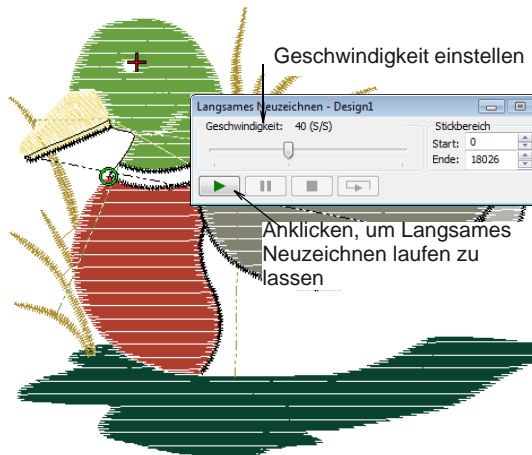 Geschwindigkeit einstellen
Langsames Neuzeichnen - Design1
Geschwindigkeit: 40 (S/S)
Stickbereich
Start: 0
Ende: 18026
Anklicken, um Langsames
Neuzeichnen laufen zu
lassen